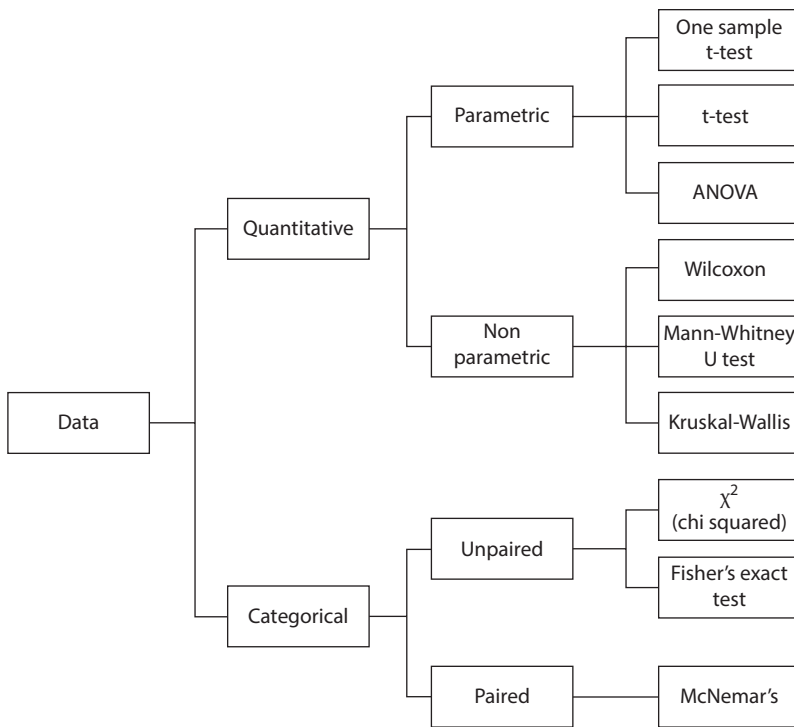 One sample
t-test
Parametric
t-test
ANOVA
Quantitative
Wilcoxon
Non
parametric
Mann-Whitney
U test
Data
Kruskal-Wallis
χ²
(chi squared)
Unpaired
Fisher’s exact
test
Categorical
Paired
McNemar’s